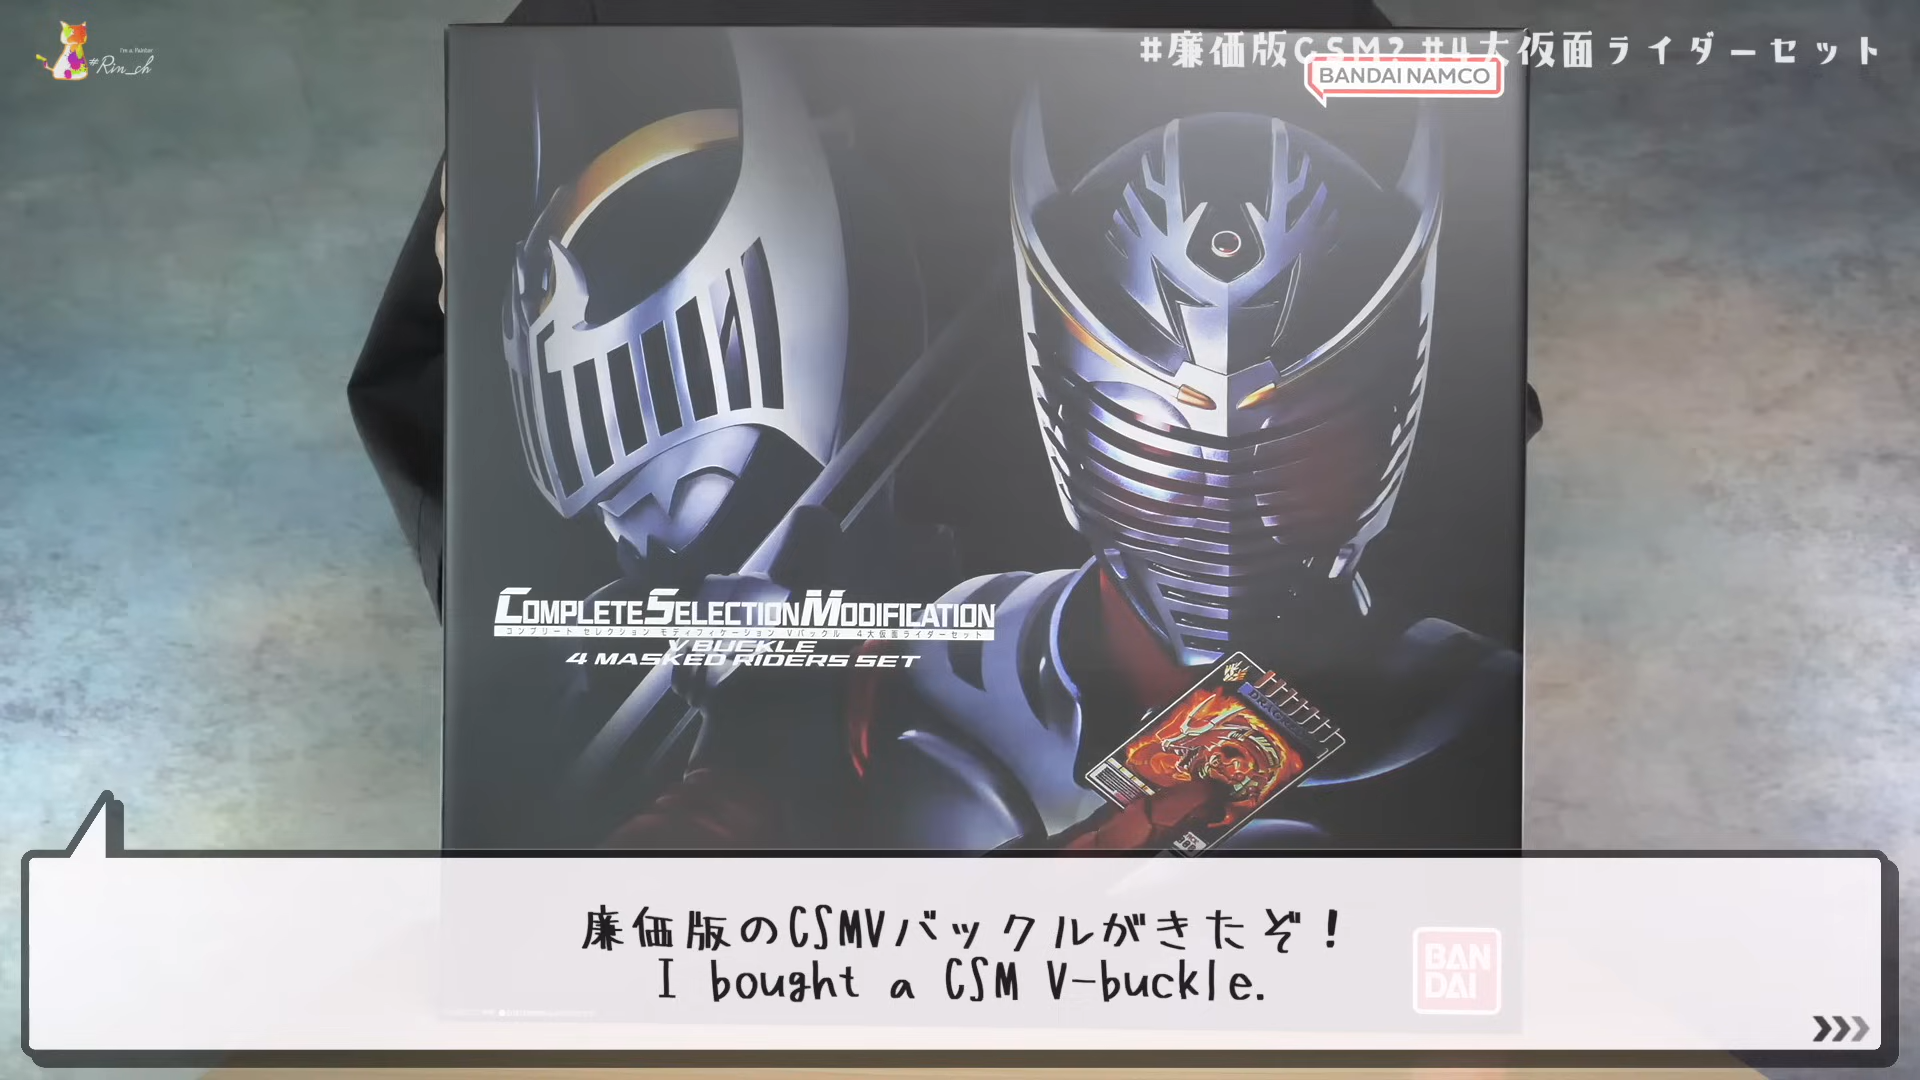 I'm a Painter
#Rin_ch
#廉価版CSM? #4大仮面ライダーセット
BANDAI NAMCO
COMPLETE SELECTION MODIFICATION
コンプリート セレクション モディフィケーション Vバックル 4大仮面ライダーセット
V BUCKLE
4 MASKED RIDERS SET
廉価版のCSMVバックルがきたぞ!
I bought a CSM V-buckle.
BAN
DAI